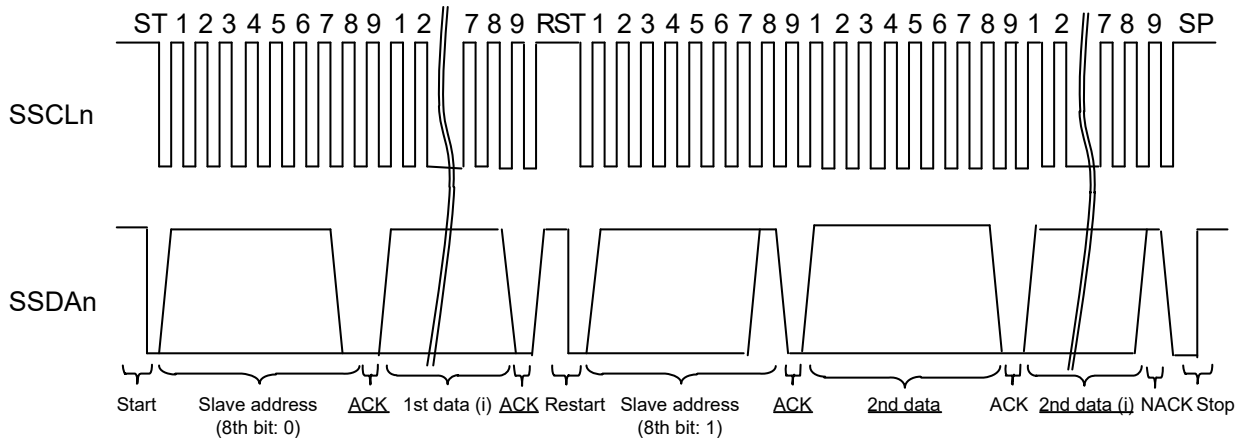 ST 1 2 3 4 5 6 7 8 9 1 2 7 8 9 RST 1 2 3 4 5 6 7 8 9 1 2 3 4 5 6 7 8 9 1 2 7 8 9 SP
SSCLn
SSDAn
Start Slave address ACK 1st data (i) ACK Restart Slave address ACK 2nd data ACK 2nd data (j) NACK Stop
(8th bit: 0) (8th bit: 1)